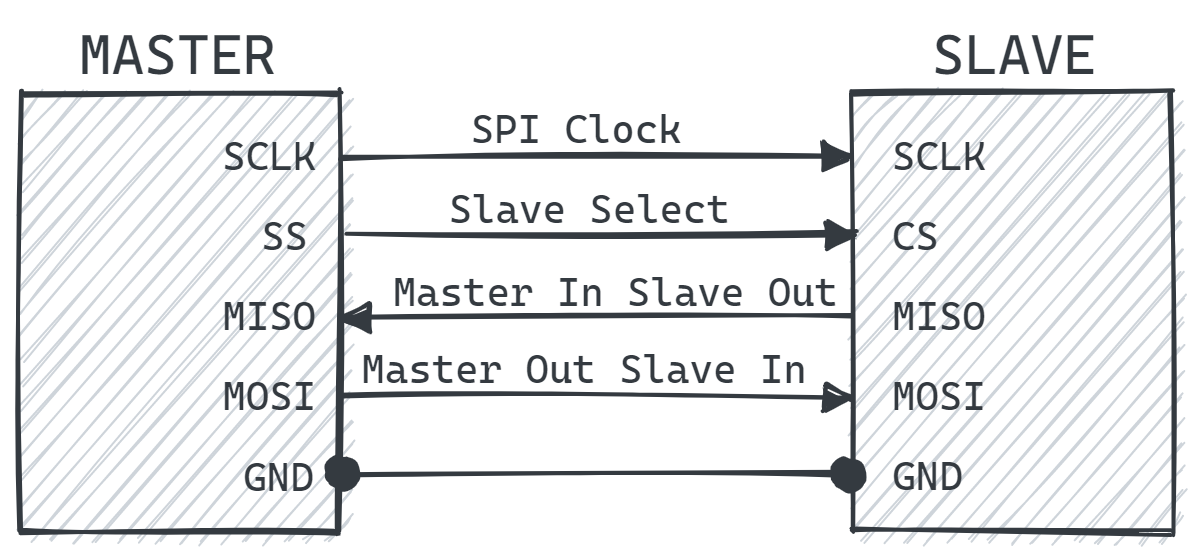 MASTER
SLAVE
SPI Clock
SCLK
SCLK
Slave Select
SS
CS
Master In Slave Out
MISO
MISO
Master Out Slave In
MOSI
MOSI
GND
GND